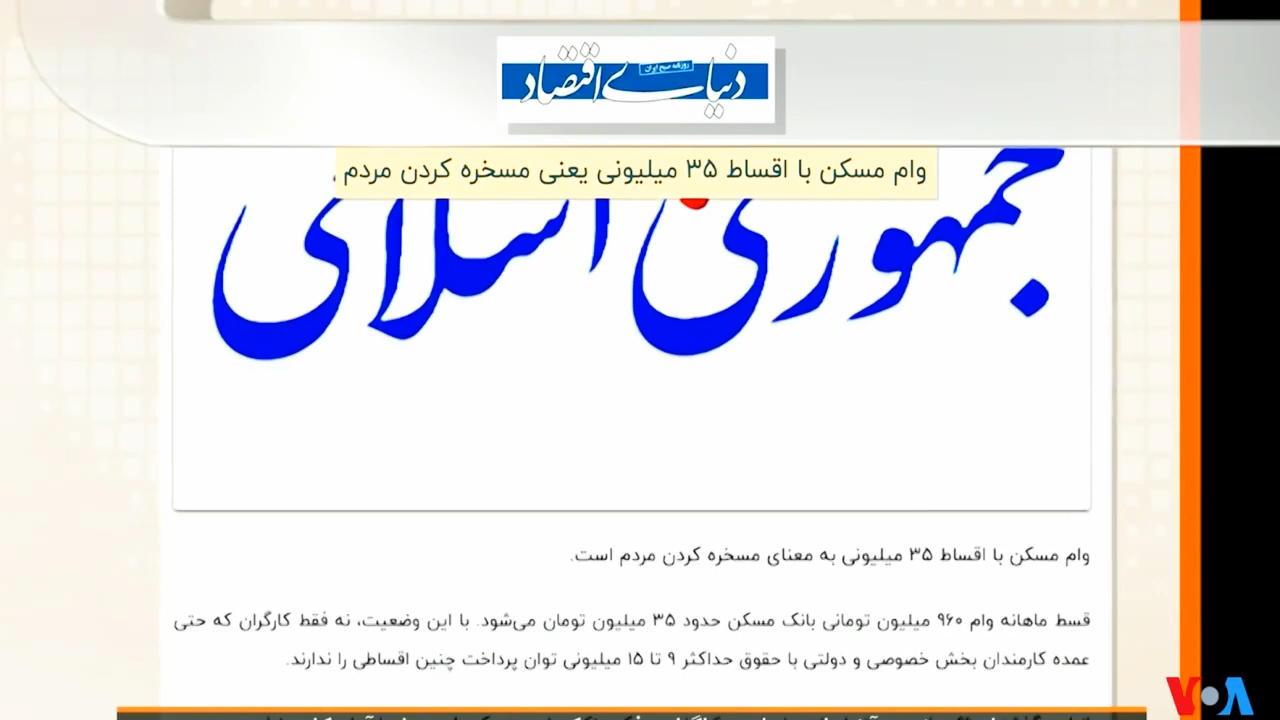 دنیای اقتصاد
روزنامه صبح ایران
وام مسکن با اقساط ۳۵ میلیونی یعنی مسخره کردن مردم
جمهوری اسلامی
وام مسکن با اقساط ۳۵ میلیونی به معنای مسخره کردن مردم است.
قسط ماهانه وام ۹۶۰ میلیون تومانی بانک مسکن حدود ۳۵ میلیون تومان می‌شود. با این وضعیت، نه فقط کارگران که حتی
عمده کارمندان بخش خصوصی و دولتی با حقوق حداکثر ۹ تا ۱۵ میلیونی توان پرداخت چنین اقساطی را ندارند.
VOA